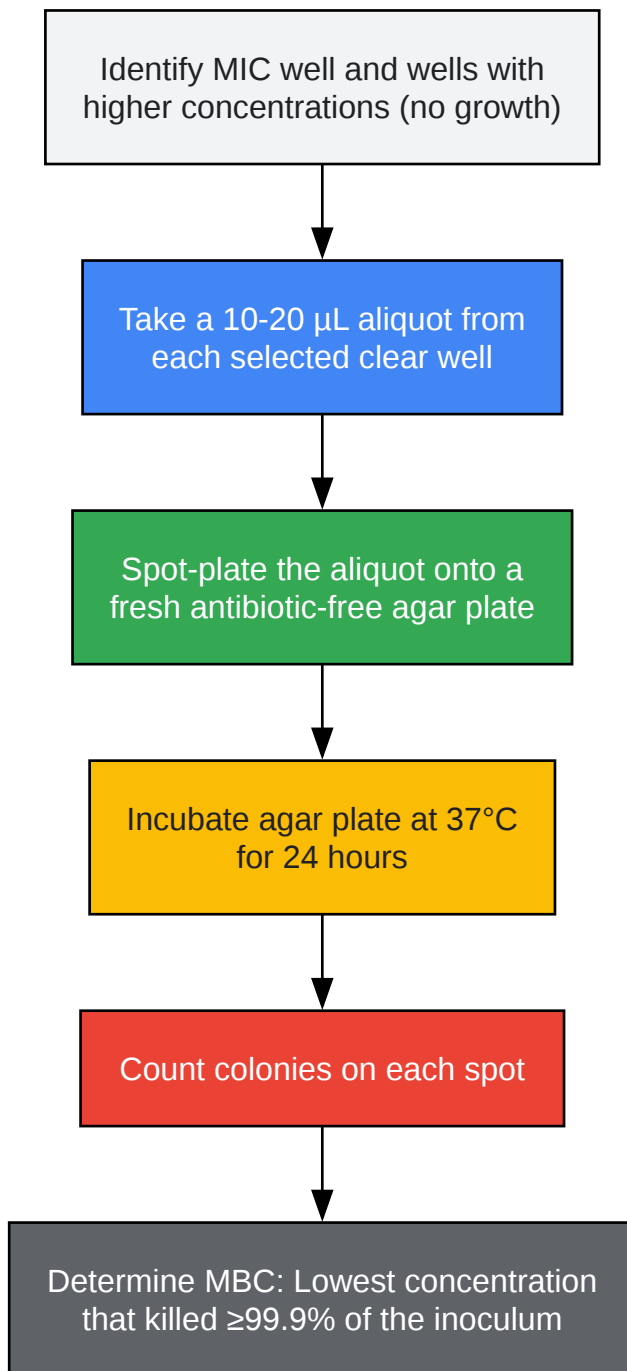 Identify MIC well and wells with
higher concentrations (no growth)
Take a 10-20 µL aliquot from
each selected clear well
Spot-plate the aliquot onto a
fresh antibiotic-free agar plate
Incubate agar plate at 37°C
for 24 hours
Count colonies on each spot
Determine MBC: Lowest concentration
that killed ≥99.9% of the inoculum